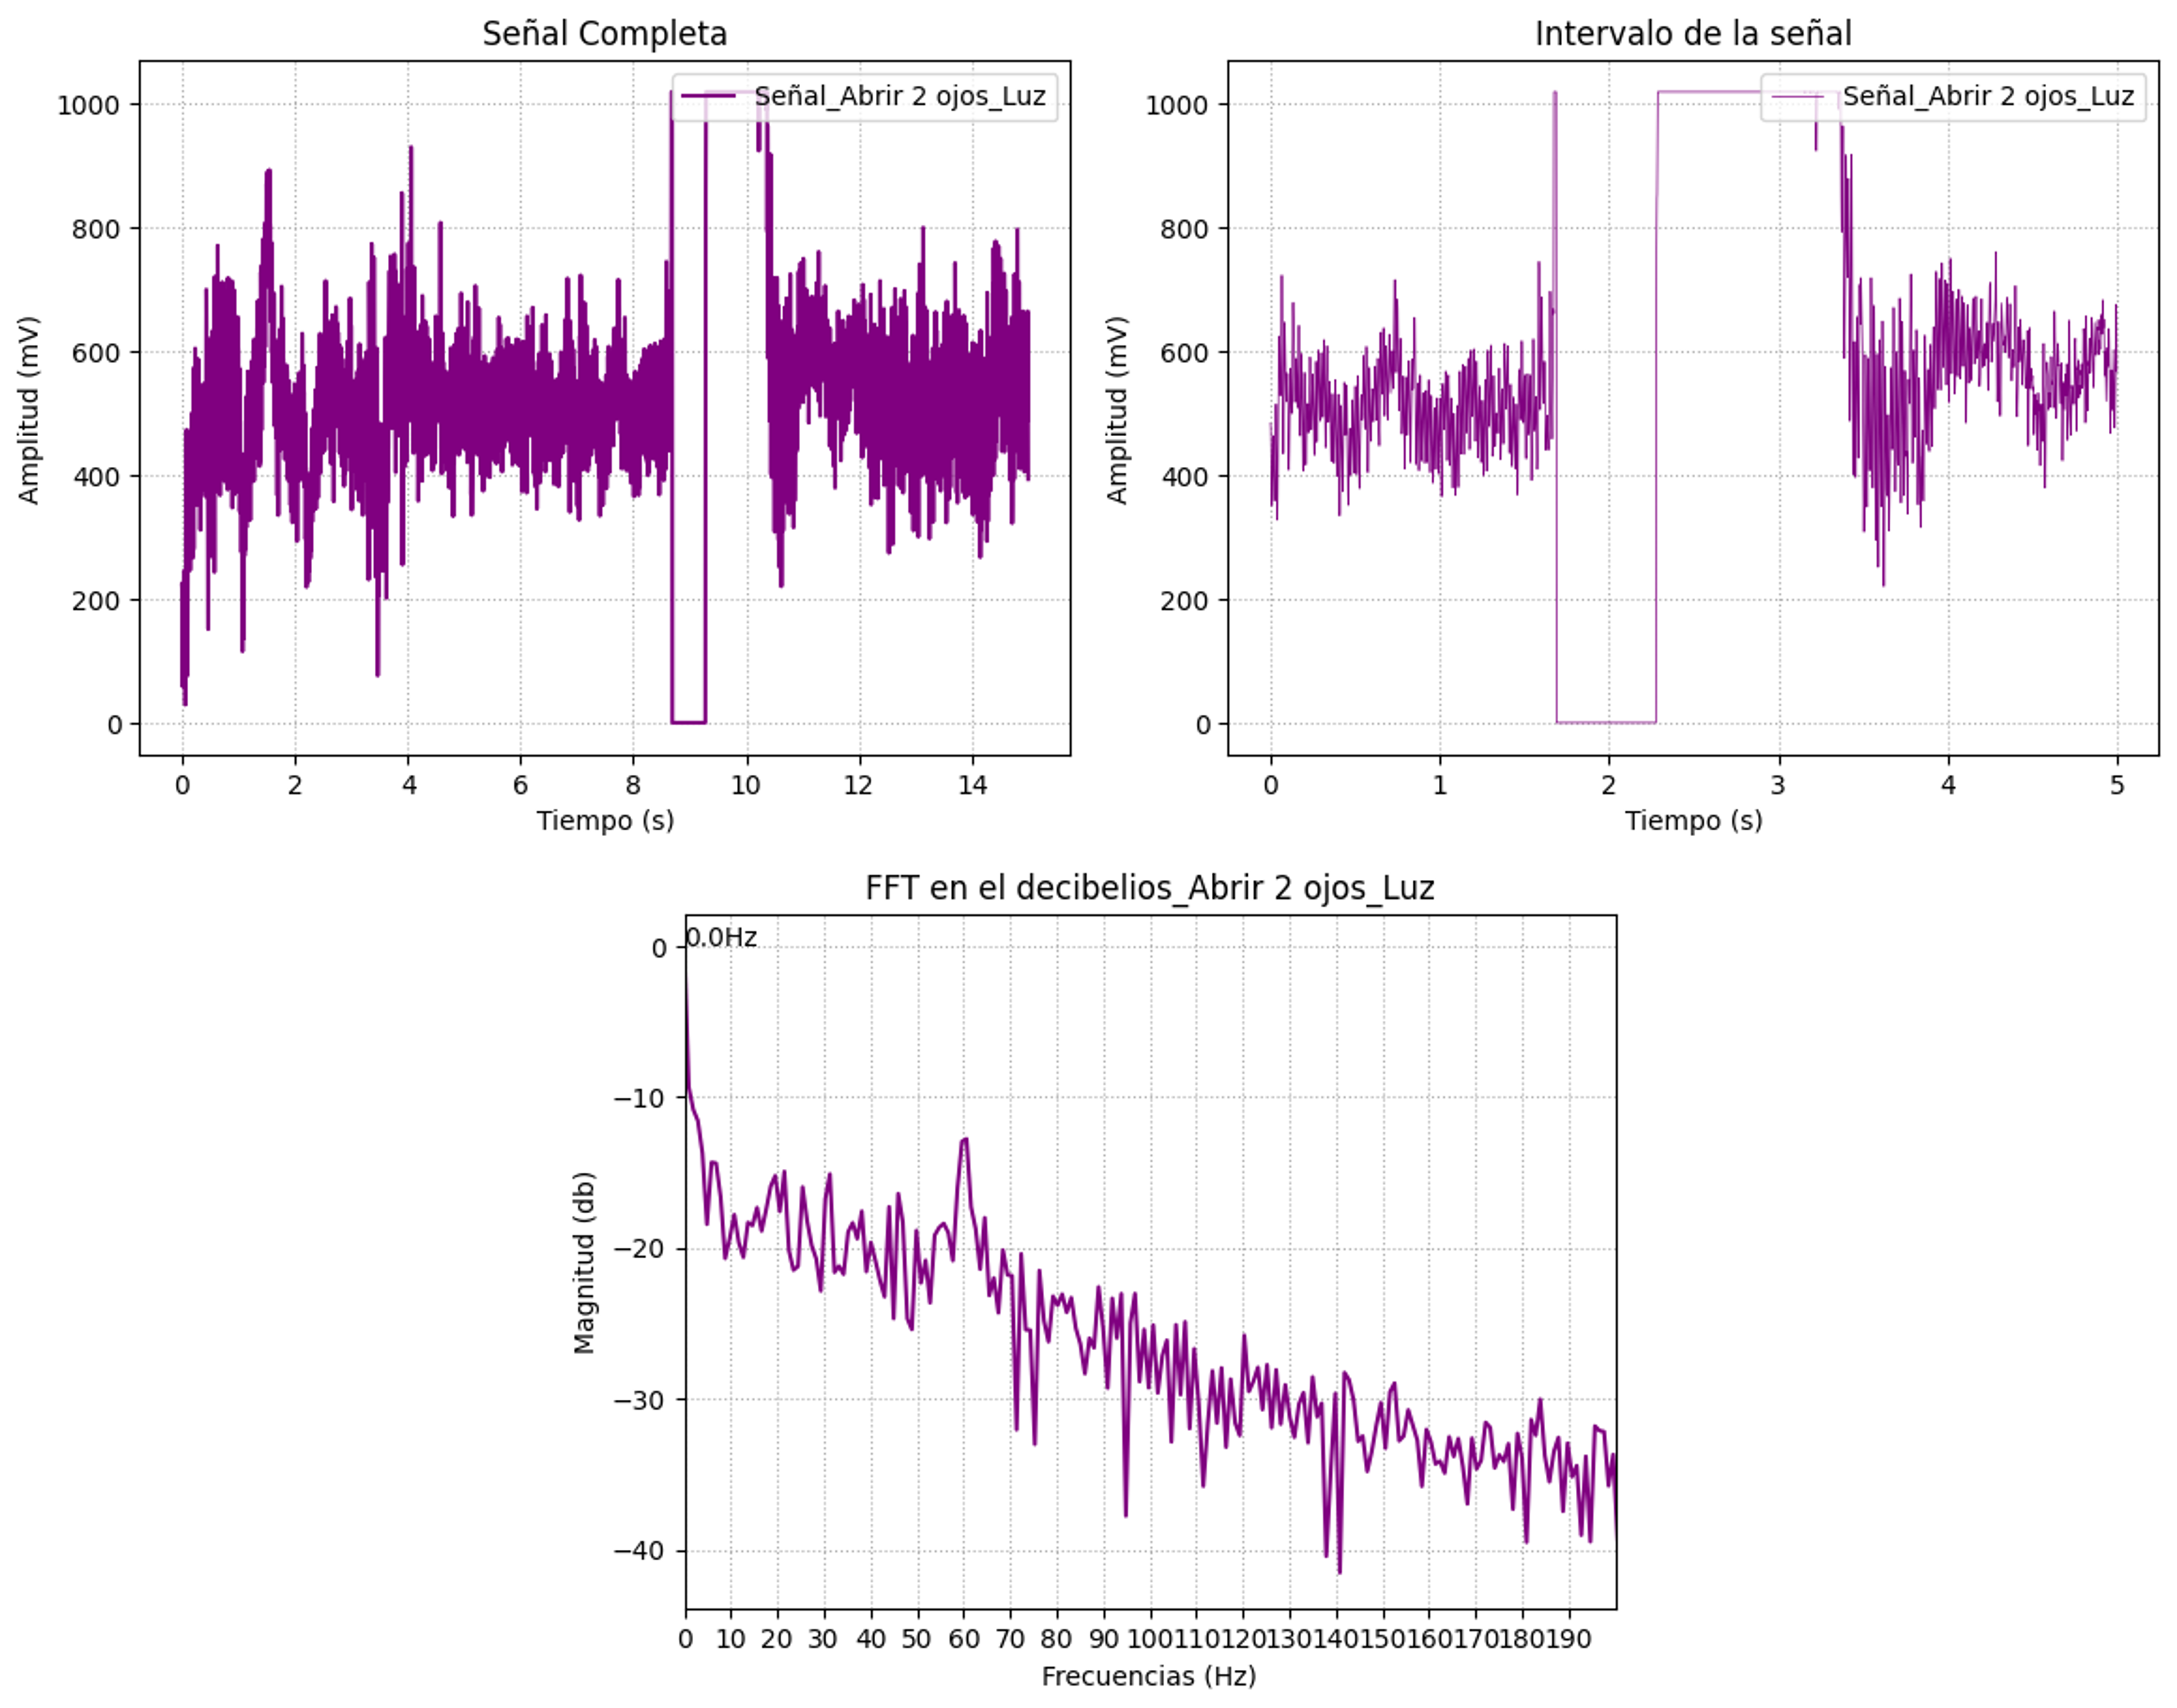 Señal Completa
Señal_Abrir 2 ojos_Luz
Amplitud (mV)
1000
800
600
400
200
0
0 2 4 6 8 10 12 14
Tiempo (s)
Intervalo de la señal
Señal_Abrir 2 ojos_Luz
Amplitud (mV)
1000
800
600
400
200
0
0 1 2 3 4 5
Tiempo (s)
FFT en el decibelios_Abrir 2 ojos_Luz
0.0Hz
Magnitud (db)
0
−10
−20
−30
−40
0 10 20 30 40 50 60 70 80 90 100 110 120 130 140 150 160 170 180 190
Frecuencias (Hz)